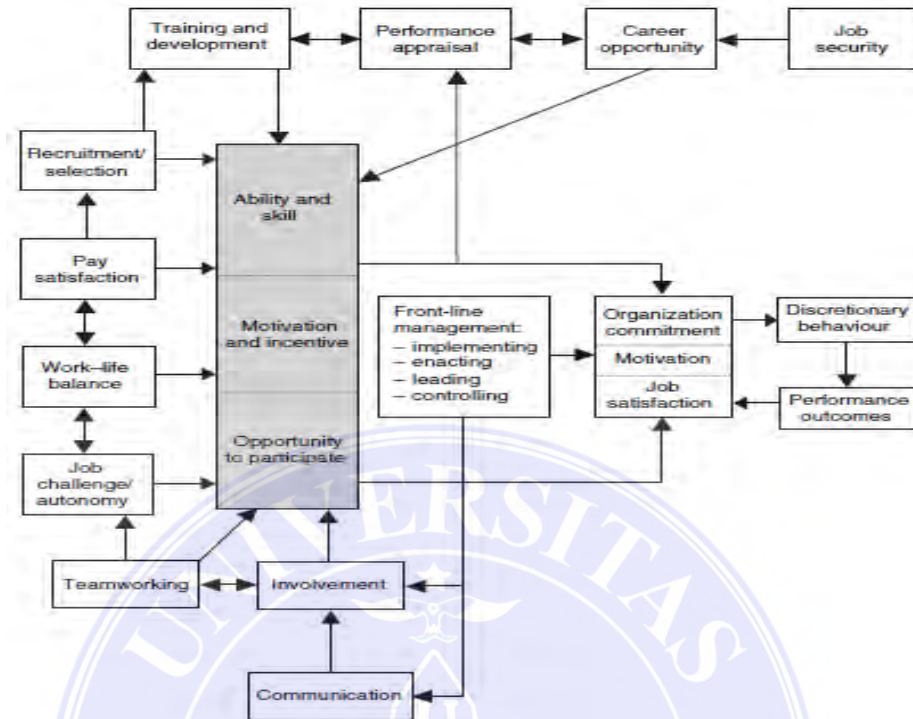 Training and
development
Performance
appraisal
Career
opportunity
Job
security
Recruitment/
selection
Ability and
skill
Pay
satisfaction
Motivation
and incentive
Front-line
management:
– implementing
– enacting
– leading
– controlling
Organization
commitment
Motivation
Job
satisfaction
Discretionary
behaviour
Performance
outcomes
Work–life
balance
Opportunity
to participate
Job
challenge/
autonomy
Teamworking
Involvement
Communication
UNIVERSITAS